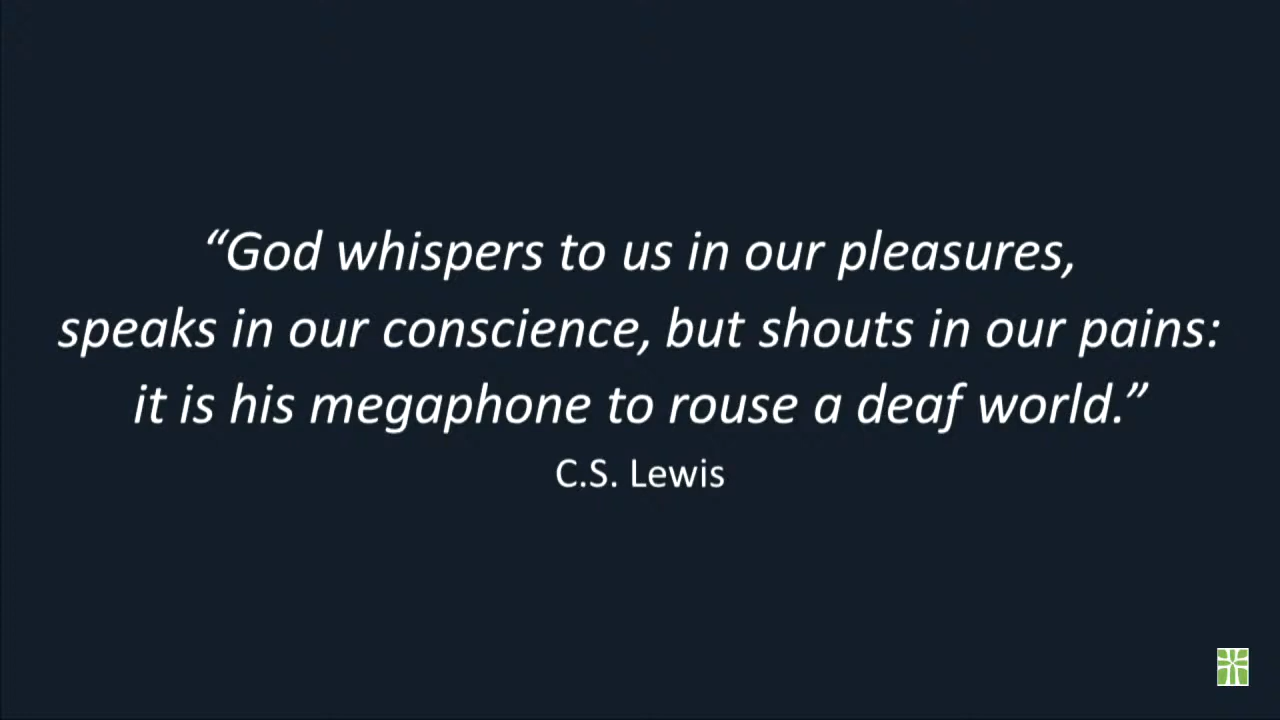 “God whispers to us in our pleasures,
speaks in our conscience, but shouts in our pains:
it is his megaphone to rouse a deaf world.”
C.S. Lewis